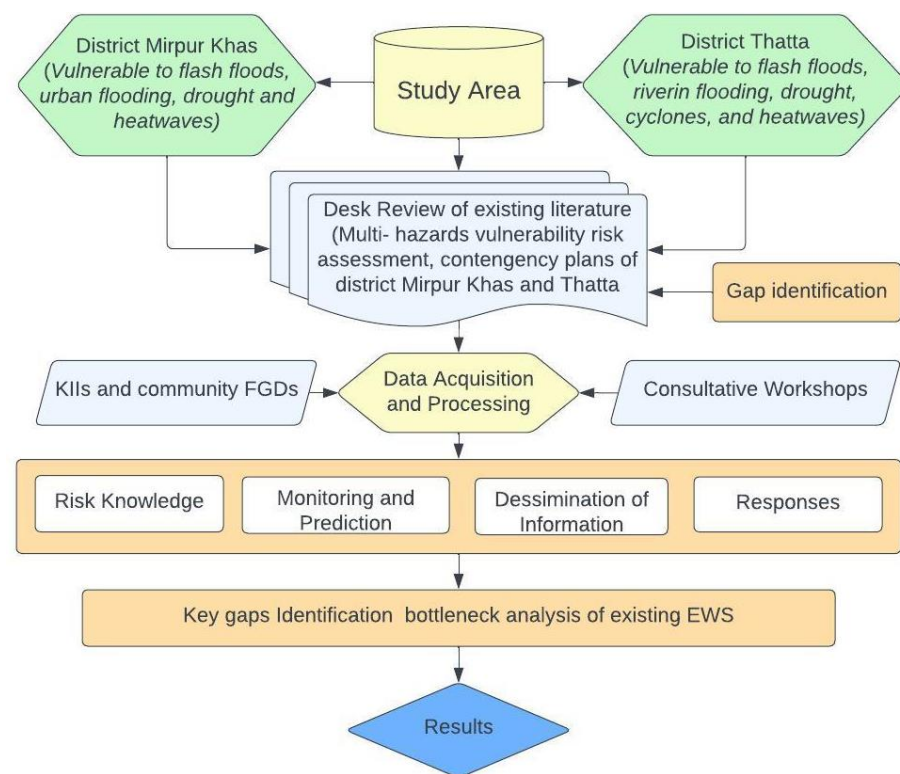 District Mirpur Khas
(Vulnerable to flash floods,
urban flooding, drought and
heatwaves)
Study Area
District Thatta
(Vulnerable to flash floods,
riverin flooding, drought,
cyclones, and heatwaves)
Desk Review of existing literature
(Multi- hazards vulnerability risk
assessment, contengency plans of
district Mirpur Khas and Thatta
Gap identification
KIIs and community FGDs
Data Acquisition
and Processing
Consultative Workshops
Risk Knowledge
Monitoring and
Prediction
Dessimination of
Information
Responses
Key gaps Identification bottleneck analysis of existing EWS
Results